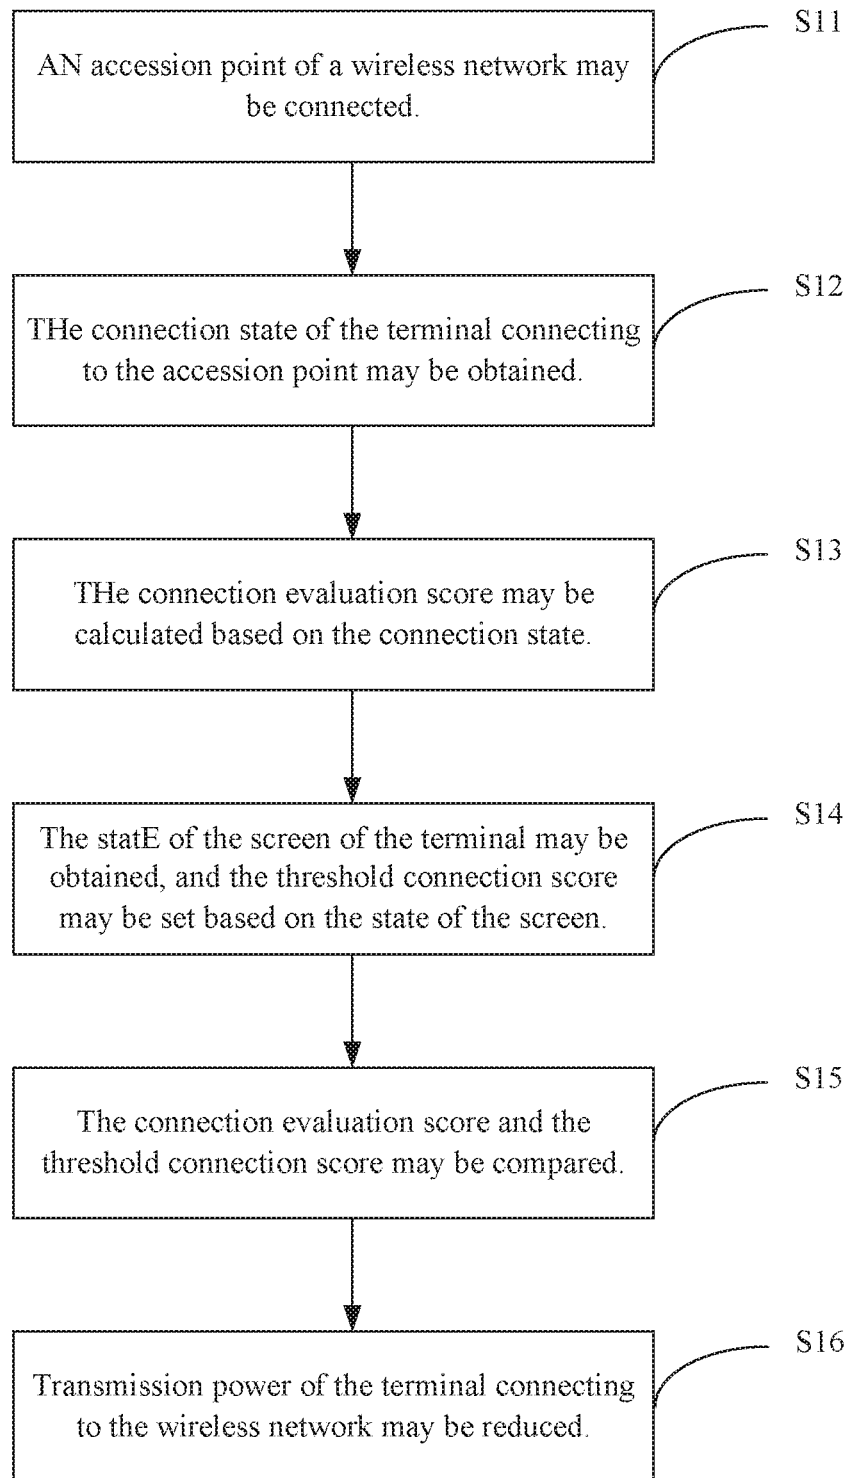 S11
AN accession point of a wireless network may
be connected.
S12
THe connection state of the terminal connecting
to the accession point may be obtained.
S13
THe connection evaluation score may be
calculated based on the connection state.
S14
The statE of the screen of the terminal may be
obtained, and the threshold connection score
may be set based on the state of the screen.
S15
The connection evaluation score and the
threshold connection score may be compared.
S16
Transmission power of the terminal connecting
to the wireless network may be reduced.